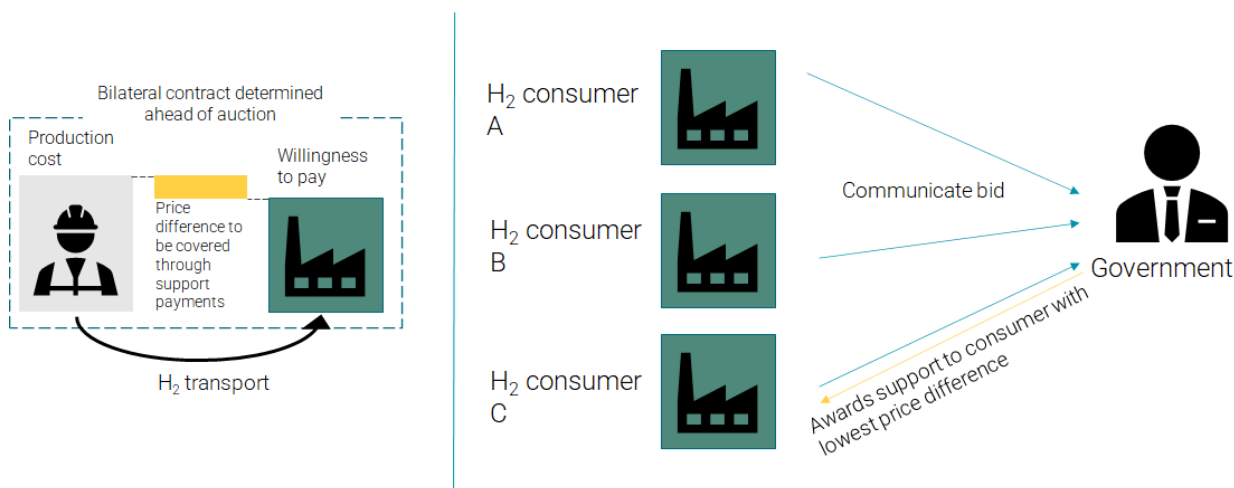 Bilateral contract determined
ahead of auction
Production
cost
Willingness
to pay
Price
difference to
be covered
through
support
payments
H₂ transport
H₂ consumer
A
H₂ consumer
B
H₂ consumer
C
Communicate bid
Government
Awards support to consumer with
lowest price difference